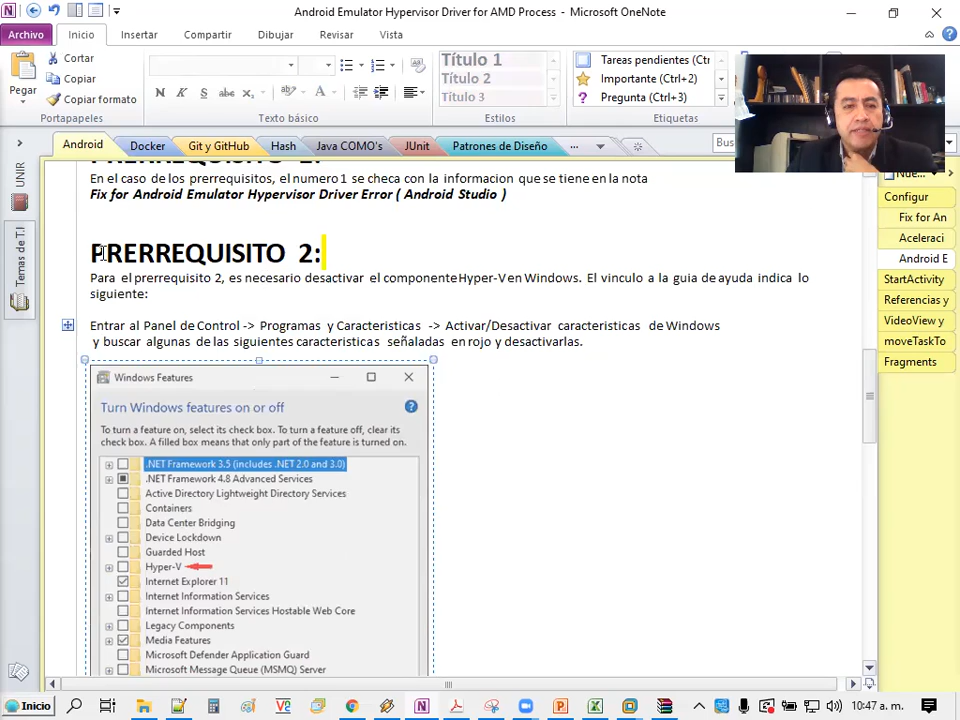 Android Emulator Hypervisor Driver for AMD Process - Microsoft OneNote
Archivo Inicio Insertar Compartir Dibujar Revisar Vista
Pegar
Cortar
Copiar
Copiar formato
Portapapeles
N K S abc x A
Texto básico
Título 1
Título 2
Título 3
Estilos
Tareas pendientes (Ctr
Importante (Ctrl+2)
Pregunta (Ctrl+3)
Etiquetas
Android Docker Git y GitHub Hash Java COMO's JUnit Patrones de Diseño ... Bus
UNIR
Temas de T.I
En el caso de los prerrequisitos, el numero 1 se checa con la informacion que se tiene en la nota
Fix for Android Emulator Hypervisor Driver Error ( Android Studio )
PRERREQUISITO 2:
Para el prerrequisito 2, es necesario desactivar el componente Hyper-V en Windows. El vinculo a la guia de ayuda indica lo
siguiente:
Entrar al Panel de Control -> Programas y Caracteristicas -> Activar/Desactivar caracteristicas de Windows
y buscar algunas de las siguientes caracteristicas señaladas en rojo y desactivarlas.
Windows Features
Turn Windows features on or off
To turn a feature on, select its check box. To turn a feature off, clear its
check box. A filled box means that only part of the feature is turned on.
.NET Framework 3.5 (includes .NET 2.0 and 3.0)
.NET Framework 4.8 Advanced Services
Active Directory Lightweight Directory Services
Containers
Data Center Bridging
Device Lockdown
Guarded Host
Hyper-V
Internet Explorer 11
Internet Information Services
Internet Information Services Hostable Web Core
Legacy Components
Media Features
Microsoft Defender Application Guard
Microsoft Message Queue (MSMQ) Server
Nue...
Configur
Fix for An
Aceleraci
Android E
StartActivity
Referencias y
VideoView y
moveTaskTo
Fragments
Inicio
10:47 a. m.